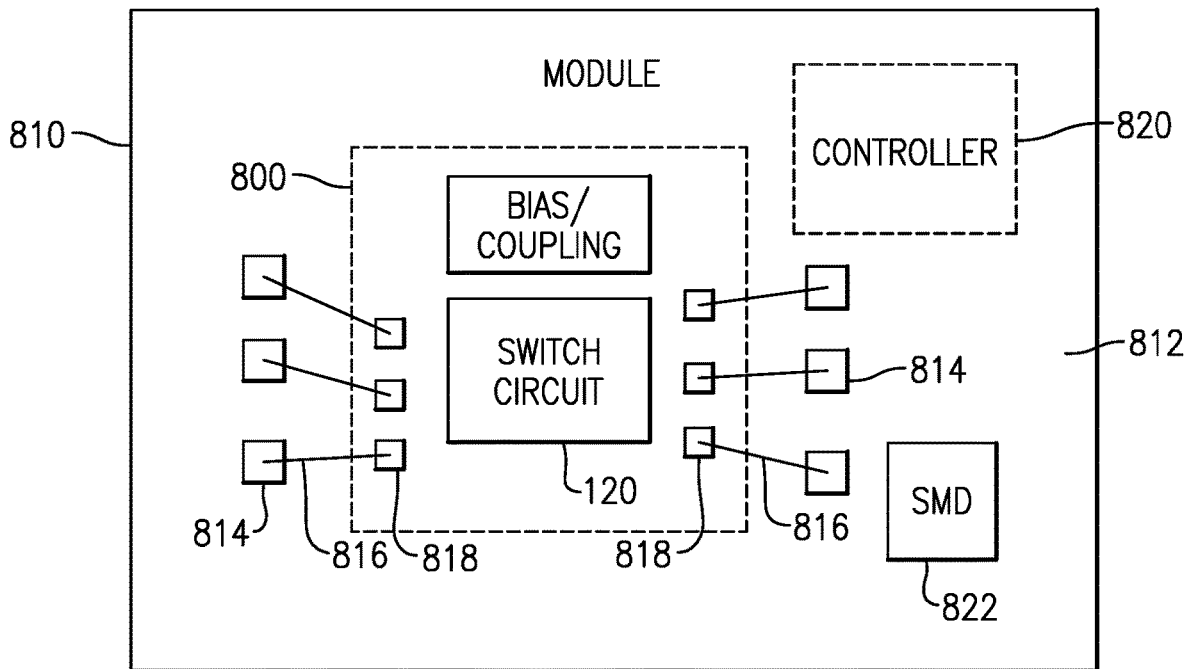 MODULE
810
820
CONTROLLER
800
BIAS/
COUPLING
812
SWITCH
CIRCUIT
814
120
SMD
814
816
818
818
816
822